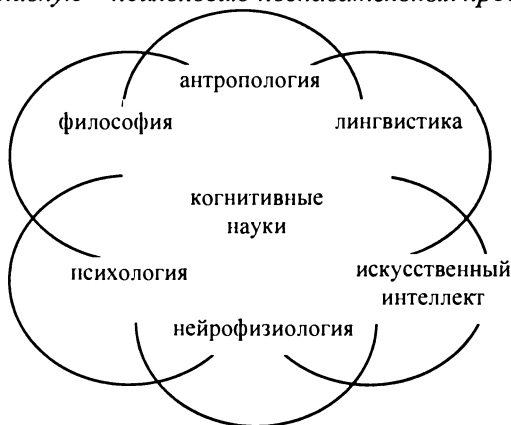 антропология
философия
лингвистика
когнитивные
науки
психология
искусственный
интеллект
нейрофизиология